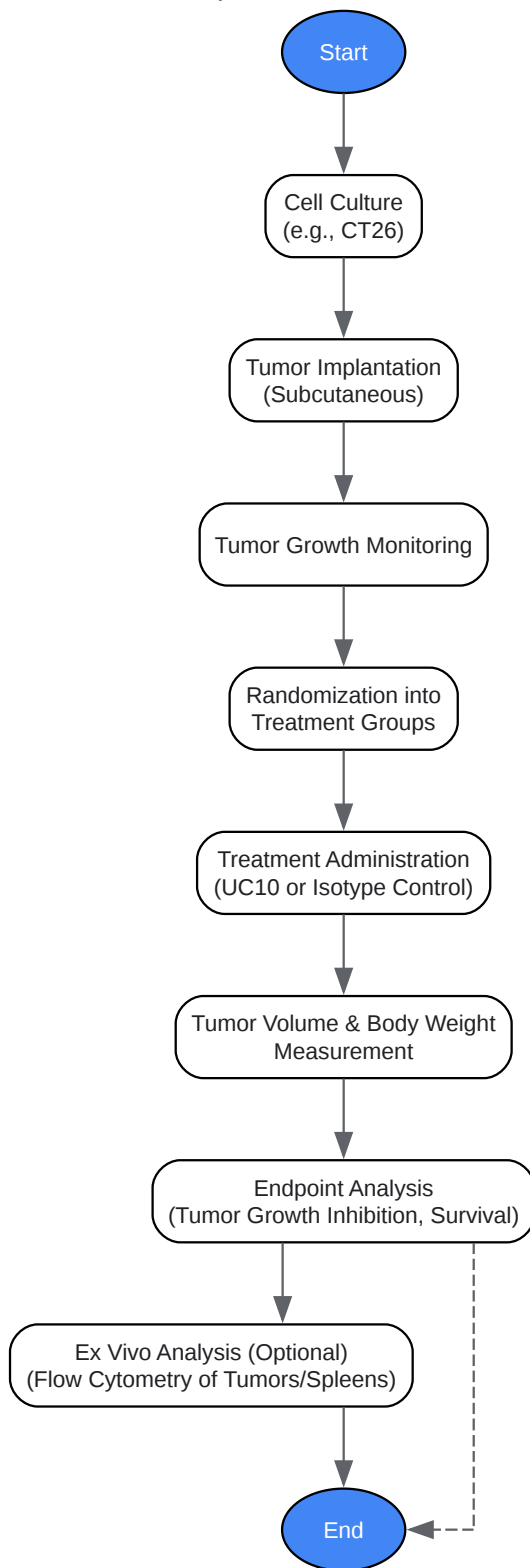 Start
Cell Culture
(e.g., CT26)
Tumor Implantation
(Subcutaneous)
Tumor Growth Monitoring
Randomization into
Treatment Groups
Treatment Administration
(UC10 or Isotype Control)
Tumor Volume & Body Weight
Measurement
Endpoint Analysis
(Tumor Growth Inhibition, Survival)
Ex Vivo Analysis (Optional)
(Flow Cytometry of Tumors/Spleens)
End